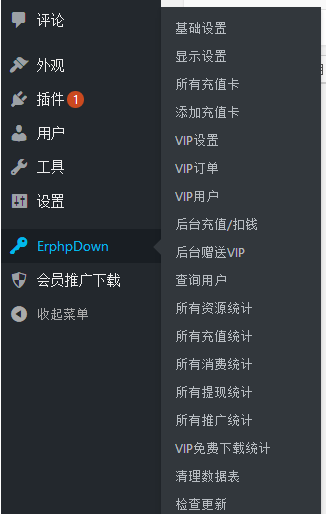 评论
外观
插件 1
用户
工具
设置
ErphpDown
会员推广下载
收起菜单
基础设置
显示设置
所有充值卡
添加充值卡
VIP设置
VIP订单
VIP用户
后台充值/扣钱
后台赠送VIP
查询用户
所有资源统计
所有充值统计
所有消费统计
所有提现统计
所有推广统计
VIP免费下载统计
清理数据表
检查更新